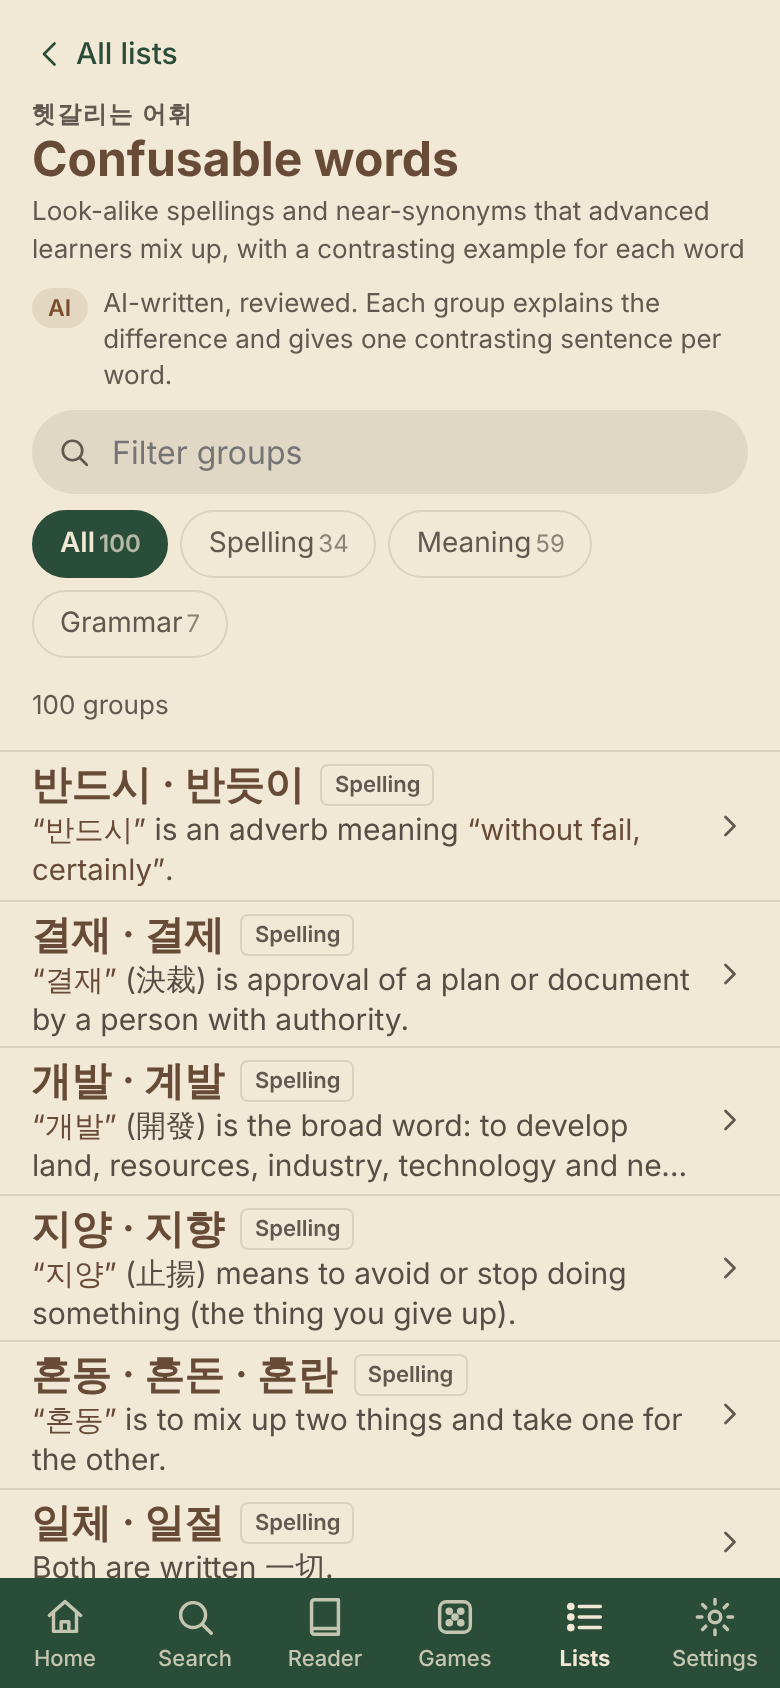 All lists
헷갈리는 어휘
Confusable words
Look-alike spellings and near-synonyms that advanced
learners mix up, with a contrasting example for each word
AI
AI-written, reviewed. Each group explains the
difference and gives one contrasting sentence per
word.
Filter groups
All 100
Spelling 34
Meaning 59
Grammar 7
100 groups
반드시 · 반듯이 Spelling
“반드시” is an adverb meaning “without fail,
certainly”.
결재 · 결제 Spelling
“결재” (決裁) is approval of a plan or document
by a person with authority.
개발 · 계발 Spelling
“개발” (開發) is the broad word: to develop
land, resources, industry, technology and ne...
지양 · 지향 Spelling
“지양” (止揚) means to avoid or stop doing
something (the thing you give up).
혼동 · 혼돈 · 혼란 Spelling
“혼동” is to mix up two things and take one for
the other.
일체 · 일절 Spelling
Both are written 一切.
Home
Search
Reader
Games
Lists
Settings